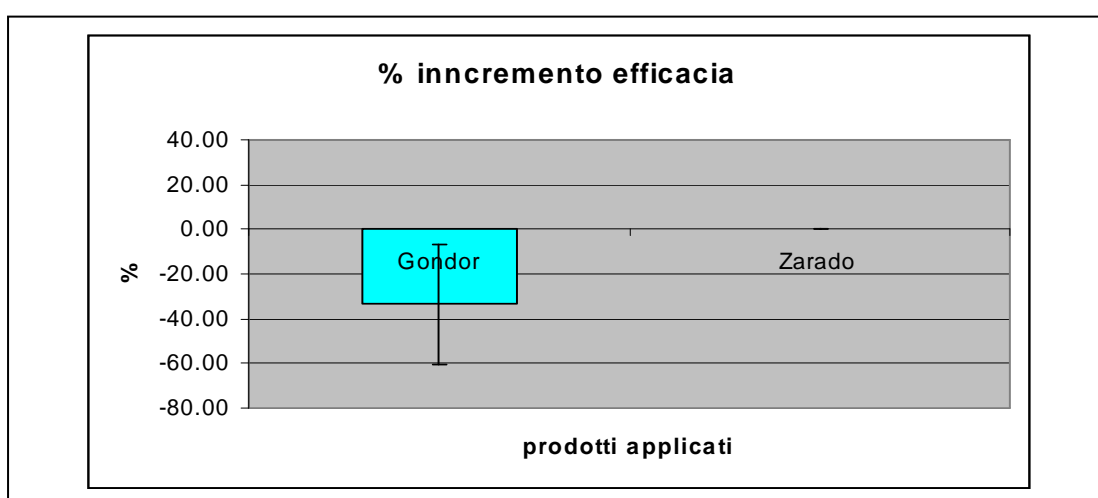 % inncremento efficacia
40.00
20.00
0.00
-20.00
-40.00
-60.00
-80.00
%
Gondor
Zarado
prodotti applicati